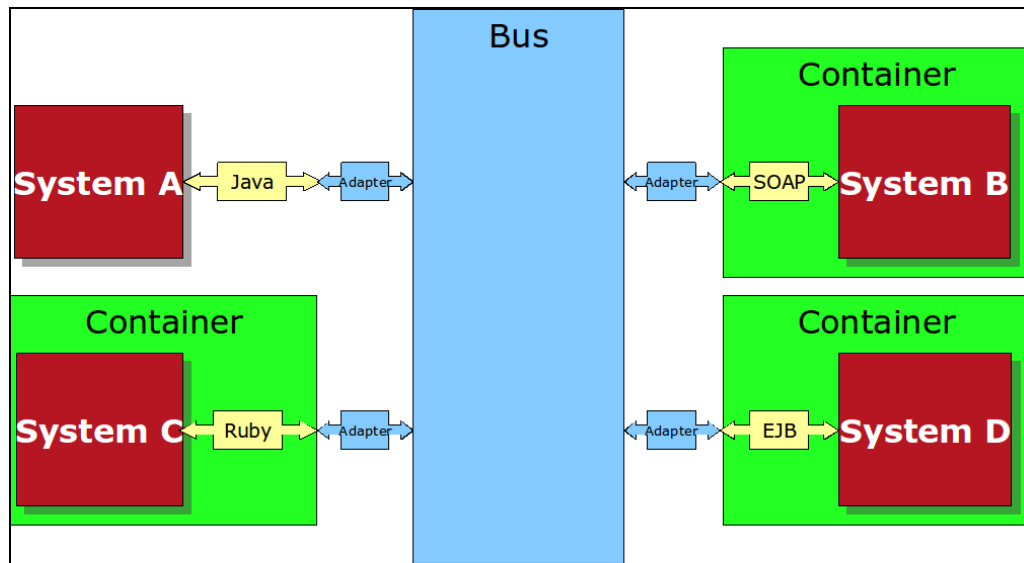 Bus
Container
System A
Java
Adapter
Adapter
SOAP
System B
Container
Container
System C
Ruby
Adapter
Adapter
EJB
System D